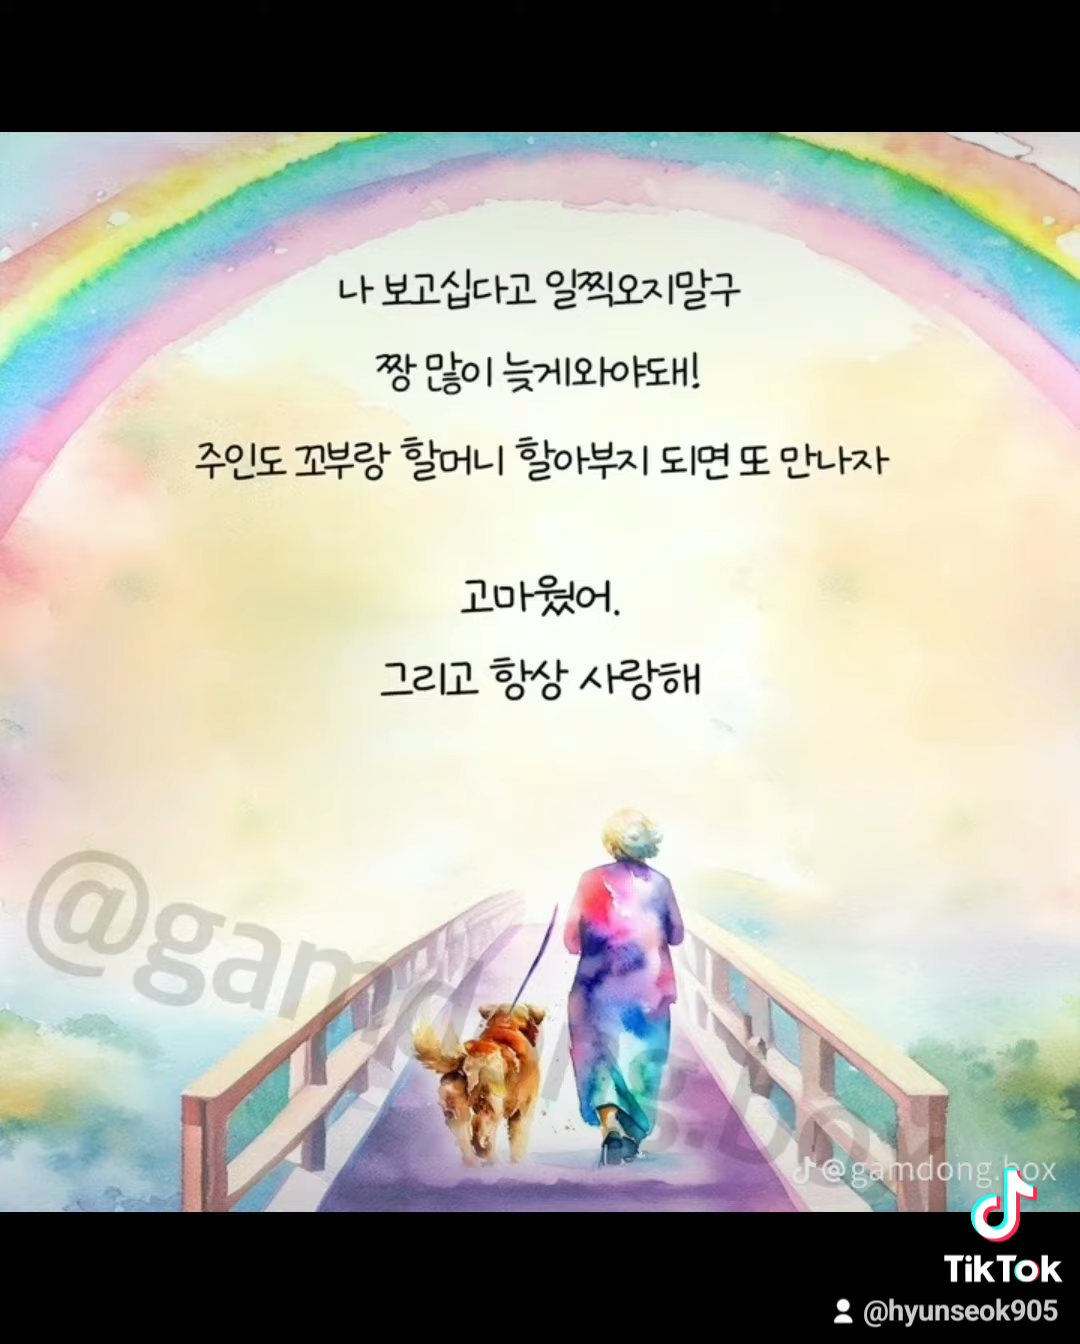 나 보고십다고 일찍오지말구
짱 많이 늦게와야돼!
주인도 꼬부랑 할머니 할아부지 되면 또 만나자
고마웠어.
그리고 항상 사랑해
@gamdong.box
@gamdong.box
TikTok
@hyunseok905